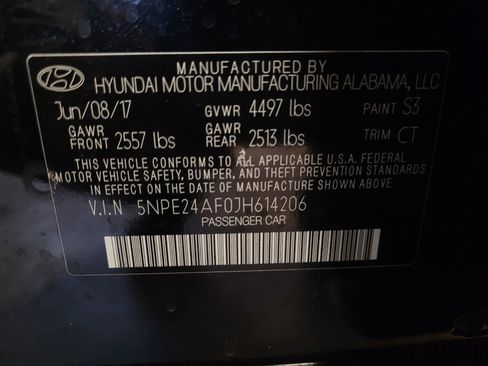 MANUFACTURED BY
HYUNDAI MOTOR MANUFACTURING ALABAMA, LLC
Jun/08/17 GVWR 4497 lbs PAINT S3
GAWR FRONT 2557 lbs GAWR REAR 2513 lbs TRIM CT
THIS VEHICLE CONFORMS TO ALL APPLICABLE U.S.A. FEDERAL
MOTOR VEHICLE SAFETY, BUMPER, AND THEFT PREVENTION STANDARDS
IN EFFECT ON THE DATE OF MANUFACTURE SHOWN ABOVE.
V.I.N 5NPE24AF0JH614206
PASSENGER CAR